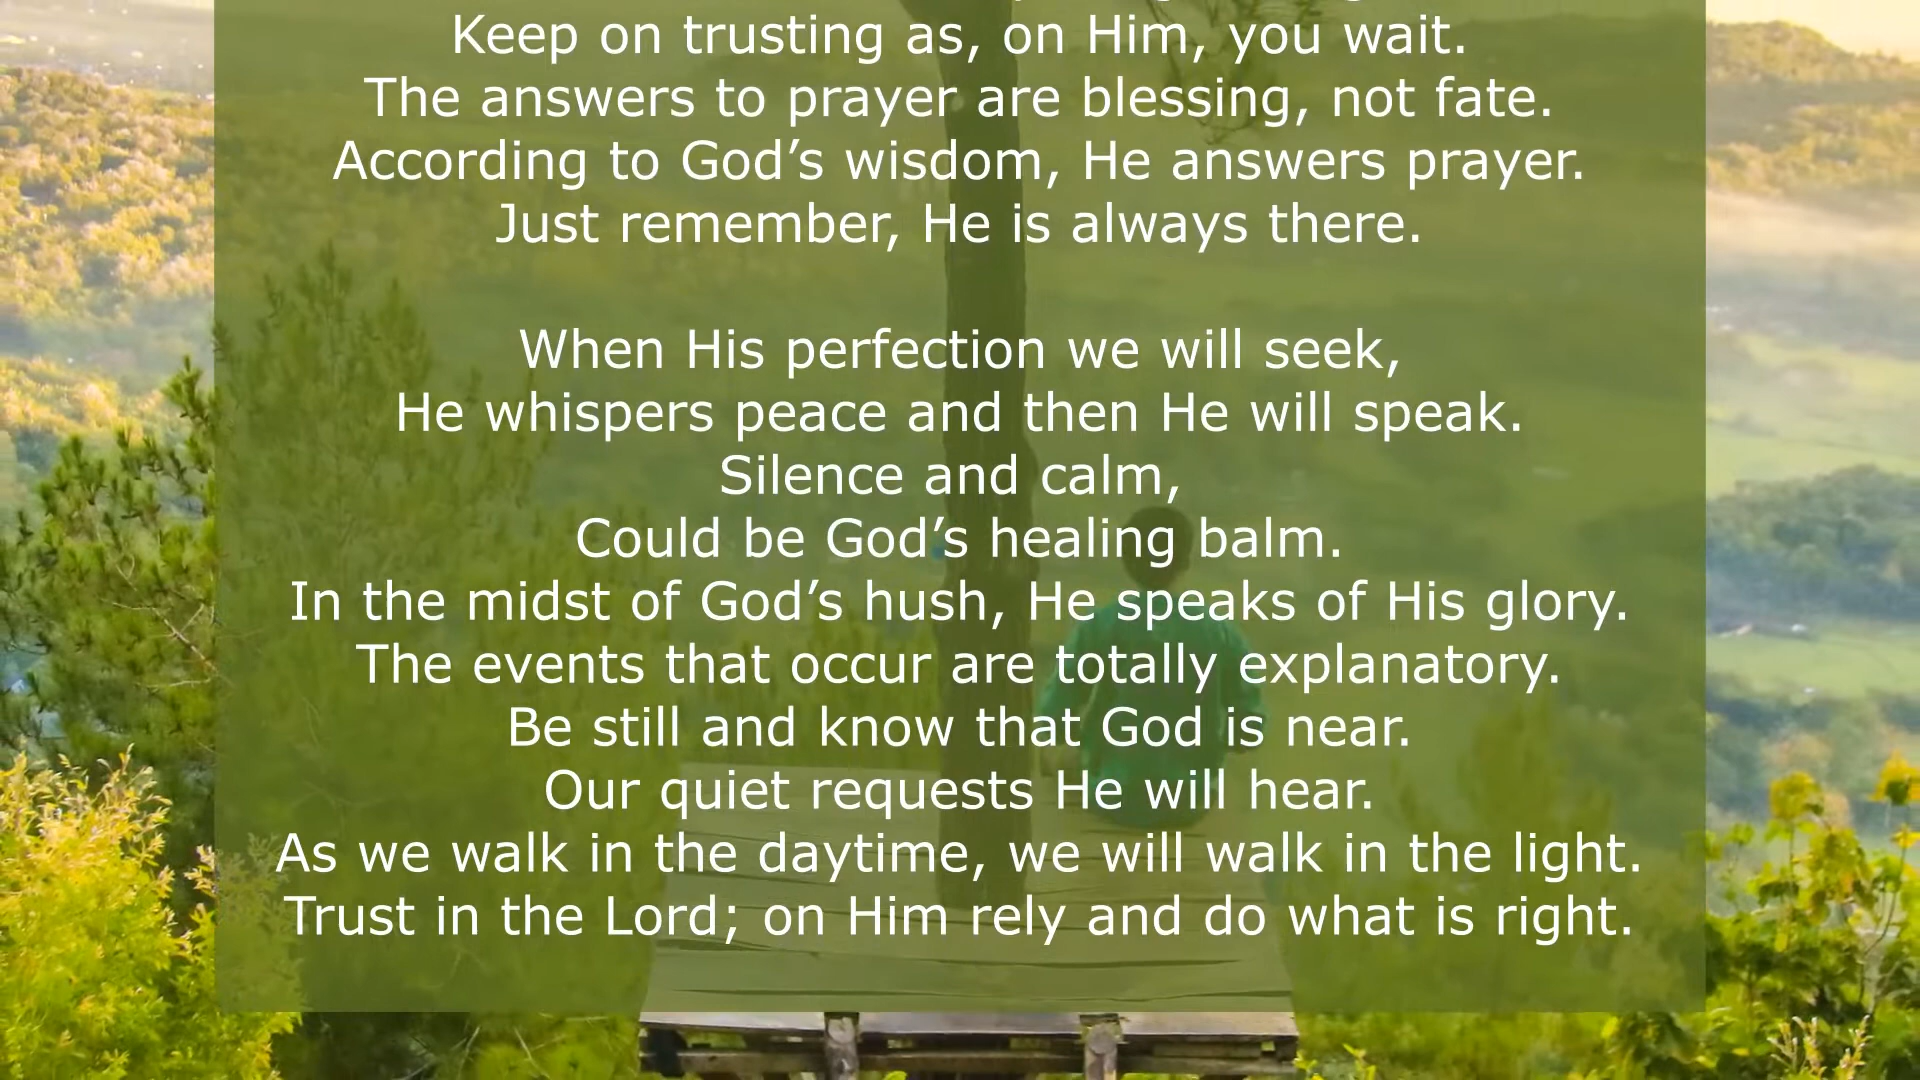 Keep on trusting as, on Him, you wait.
The answers to prayer are blessing, not fate.
According to God’s wisdom, He answers prayer.
Just remember, He is always there.
When His perfection we will seek,
He whispers peace and then He will speak.
Silence and calm,
Could be God’s healing balm.
In the midst of God’s hush, He speaks of His glory.
The events that occur are totally explanatory.
Be still and know that God is near.
Our quiet requests He will hear.
As we walk in the daytime, we will walk in the light.
Trust in the Lord; on Him rely and do what is right.